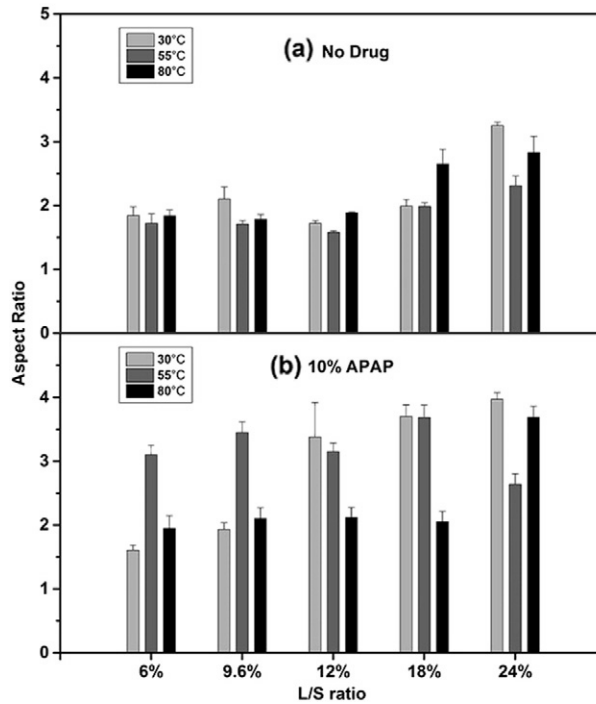 (a) No Drug
30°C
55°C
80°C
5
4
3
2
1
0
Aspect Ratio
(b) 10% APAP
30°C
55°C
80°C
4
3
2
1
0
6% 9.6% 12% 18% 24%
L/S ratio